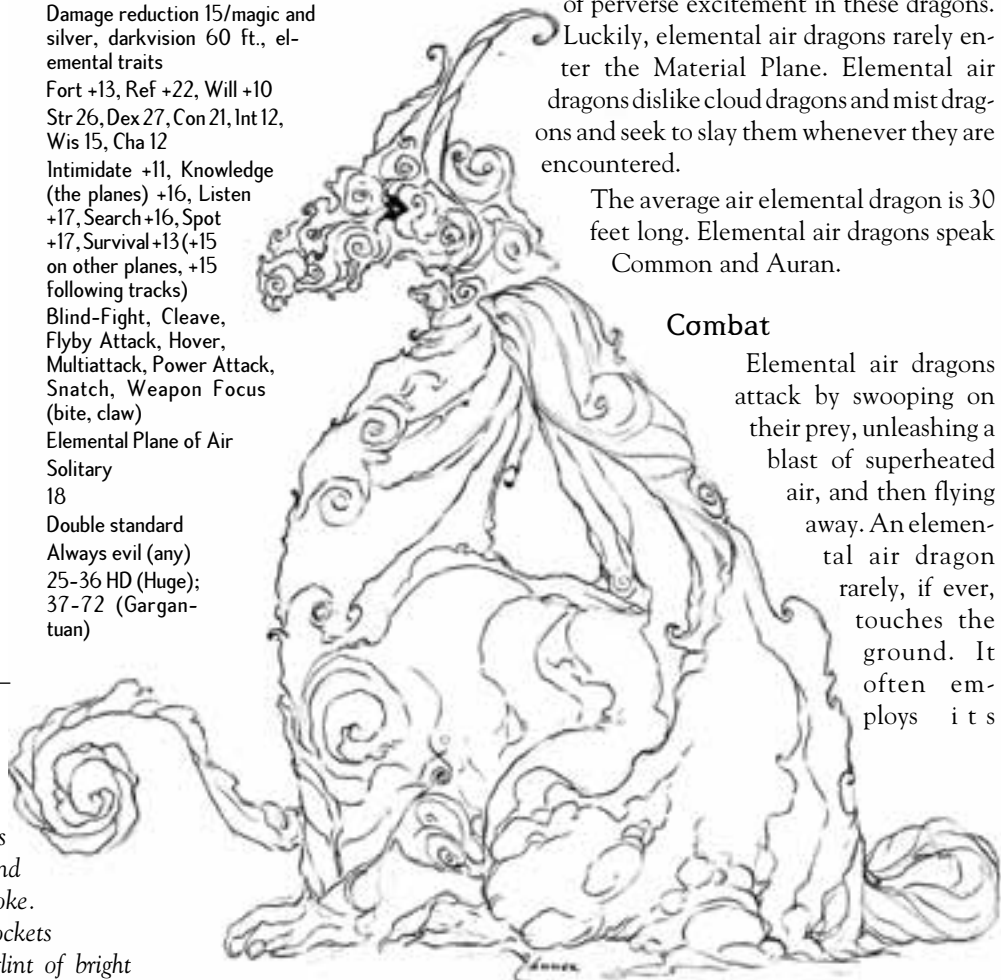 Damage reduction 15/magic and
silver, darkvision 60 ft., el-
emental traits
Fort +13, Ref +22, Will +10
Str 26, Dex 27, Con 21, Int 12,
Wis 15, Cha 12
Intimidate +11, Knowledge
(the planes) +16, Listen
+17, Search +16, Spot
+17, Survival +13 (+15
on other planes, +15
following tracks)
Blind-Fight, Cleave,
Flyby Attack, Hover,
Multiattack, Power Attack,
Snatch, Weapon Focus
(bite, claw)
Elemental Plane of Air
Solitary
18
Double standard
Always evil (any)
25-36 HD (Huge);
37-72 (Gargan-
tuan)
of bright
of perverse excitement in these dragons.
Luckily, elemental air dragons rarely en-
ter the Material Plane. Elemental air
dragons dislike cloud dragons and mist drag-
ons and seek to slay them whenever they are
encountered.
The average air elemental dragon is 30
feet long. Elemental air dragons speak
Common and Auran.
Combat
Elemental air dragons
attack by swooping on
their prey, unleashing a
blast of superheated
air, and then flying
away. An elemen-
tal air dragon
rarely, if ever,
touches the
ground. It
often em-
ploys its